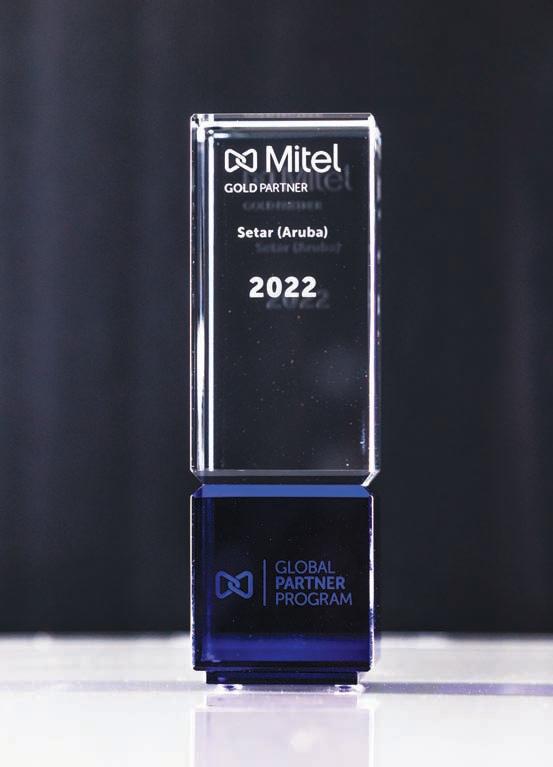 Mitel
GOLD PARTNER
Setar (Aruba)
2022
GLOBAL
PARTNER
PROGRAM